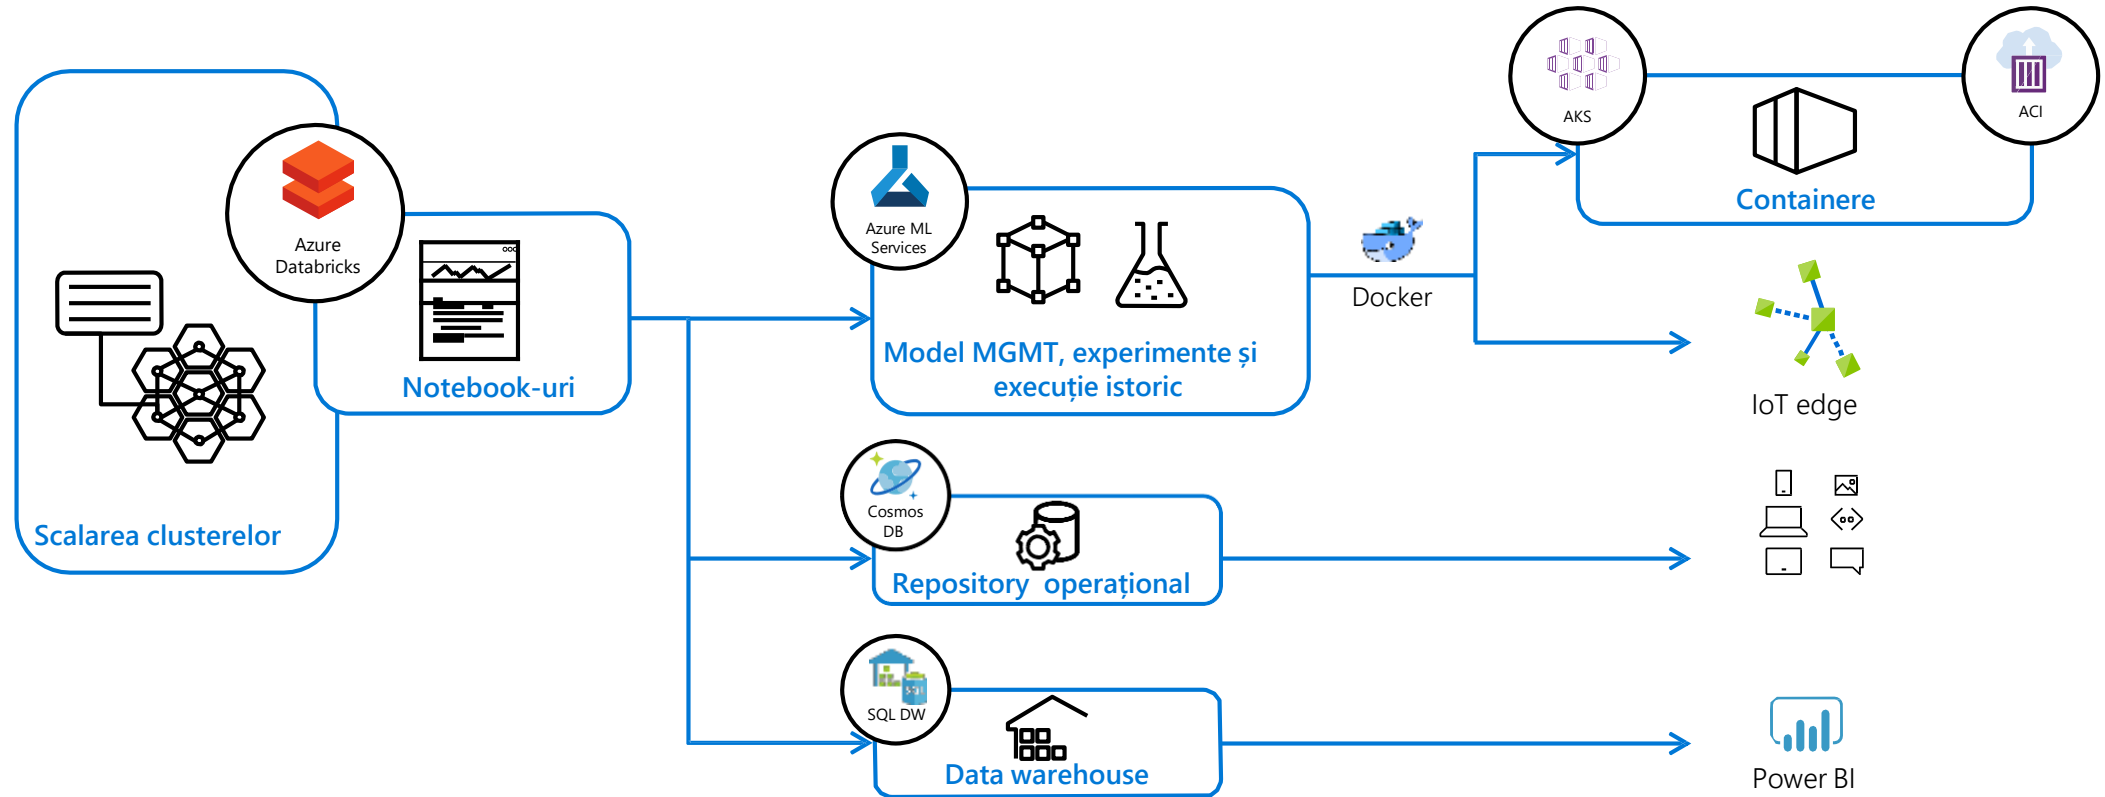 Scalarea clusterelor
Azure
Databricks
Notebook-uri
Azure ML
Services
Model MGMT, experimente și
execuție istoric
Docker
AKS
ACI
Containere
IoT edge
Cosmos
DB
Repository operațional
SQL DW
SQL
Data warehouse
Power BI